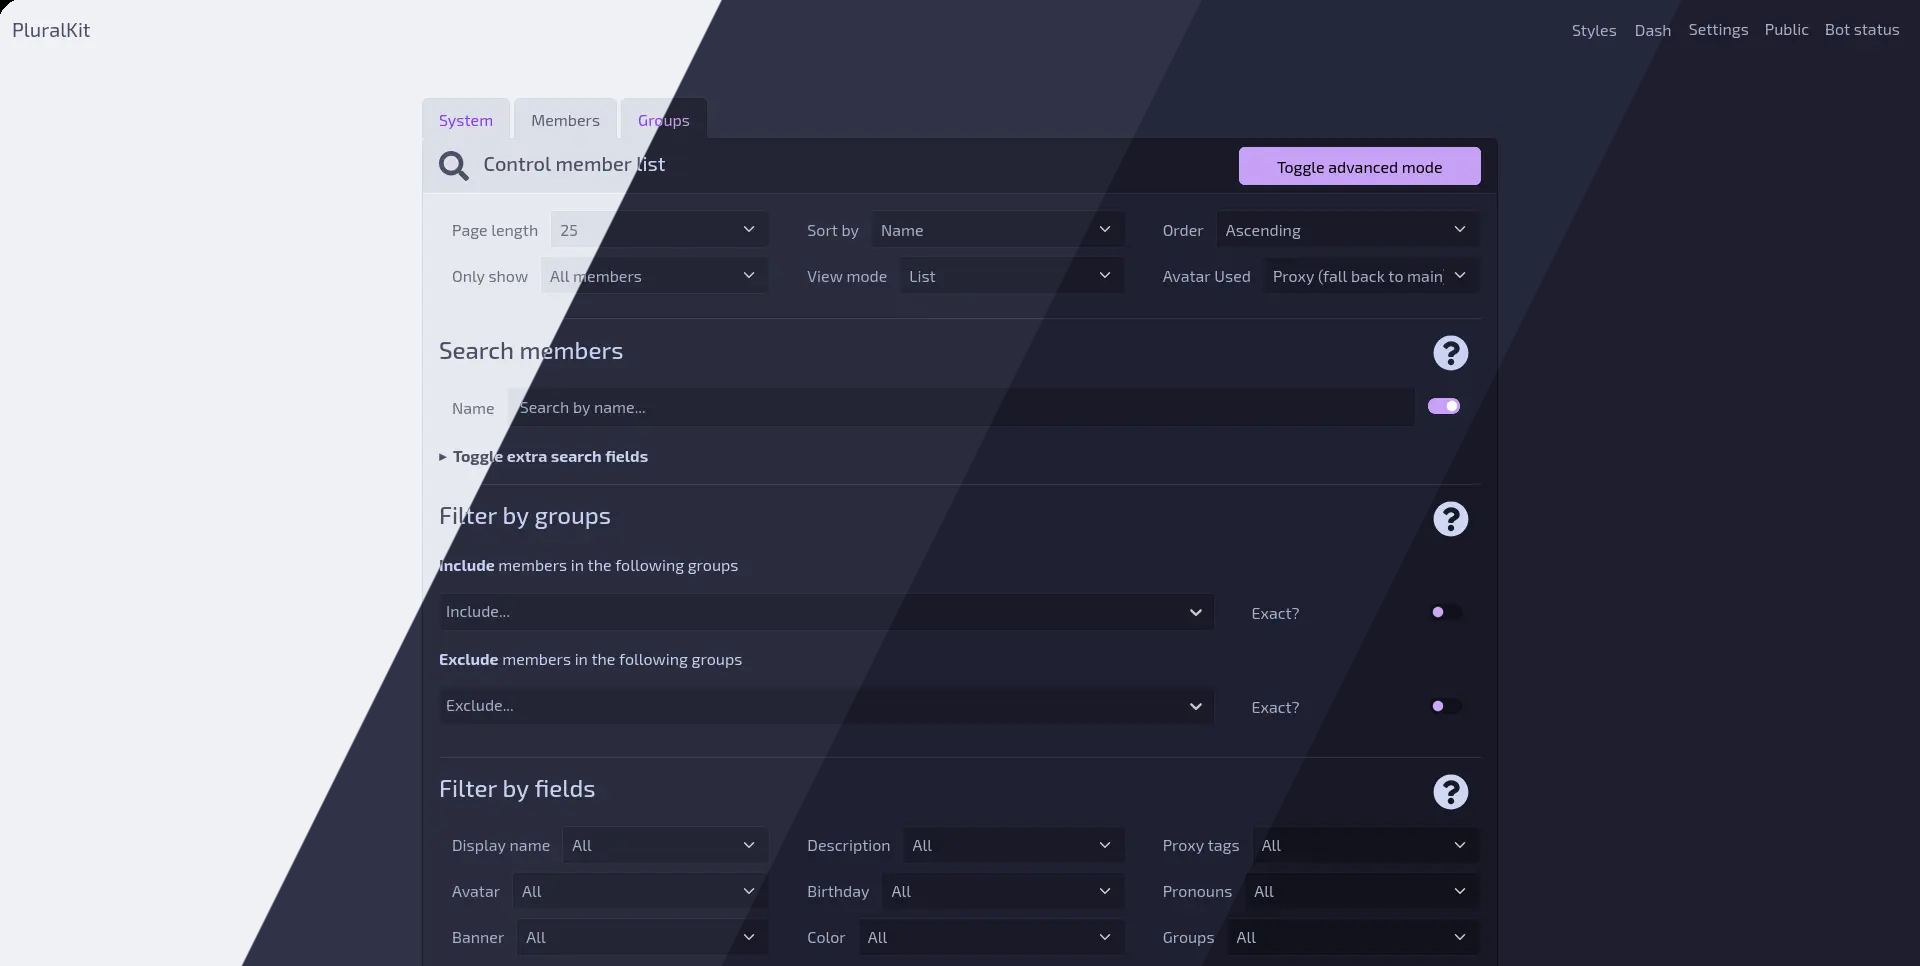 PluralKit
Styles Dash Settings Public Bot status
System Members Groups
Control member list Toggle advanced mode
Page length 25 Sort by Name Order Ascending
Only show All members View mode List Avatar Used Proxy (fall back to main)
Search members
Name Search by name...
Toggle extra search fields
Filter by groups
Include members in the following groups
Include... Exact?
Exclude members in the following groups
Exclude... Exact?
Filter by fields
Display name All Description All Proxy tags All
Avatar All Birthday All Pronouns All
Banner All Color All Groups All